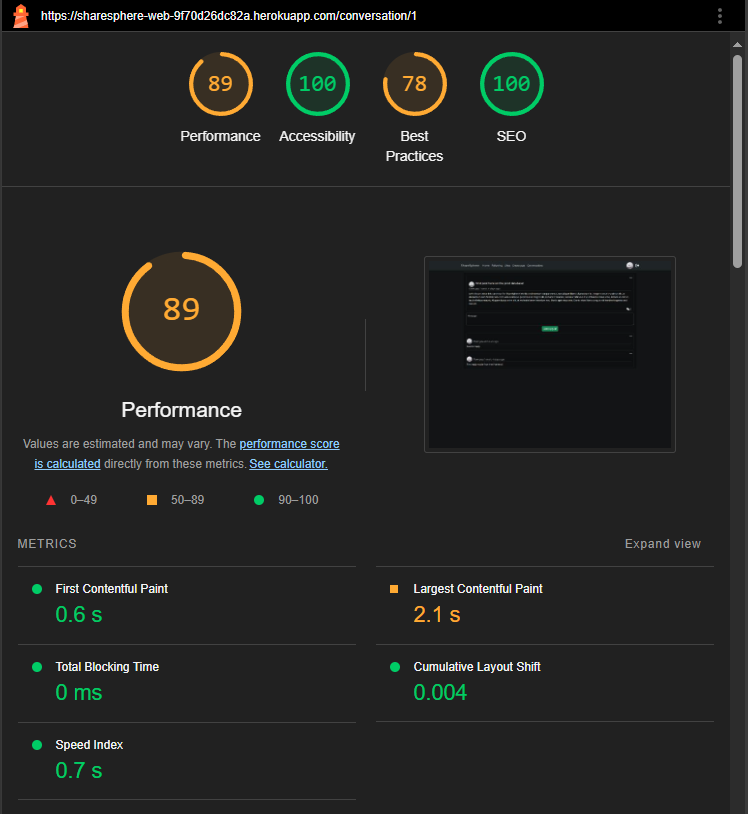 https://sharesphere-web-9f70d26dc82a.herokuapp.com/conversation/1
89
100
78
100
Performance
Accessibility
Best
Practices
SEO
89
Performance
Values are estimated and may vary. The performance score
is calculated directly from these metrics. See calculator.
0–49
50–89
90–100
METRICS
Expand view
First Contentful Paint
0.6 s
Largest Contentful Paint
2.1 s
Total Blocking Time
0 ms
Cumulative Layout Shift
0.004
Speed Index
0.7 s